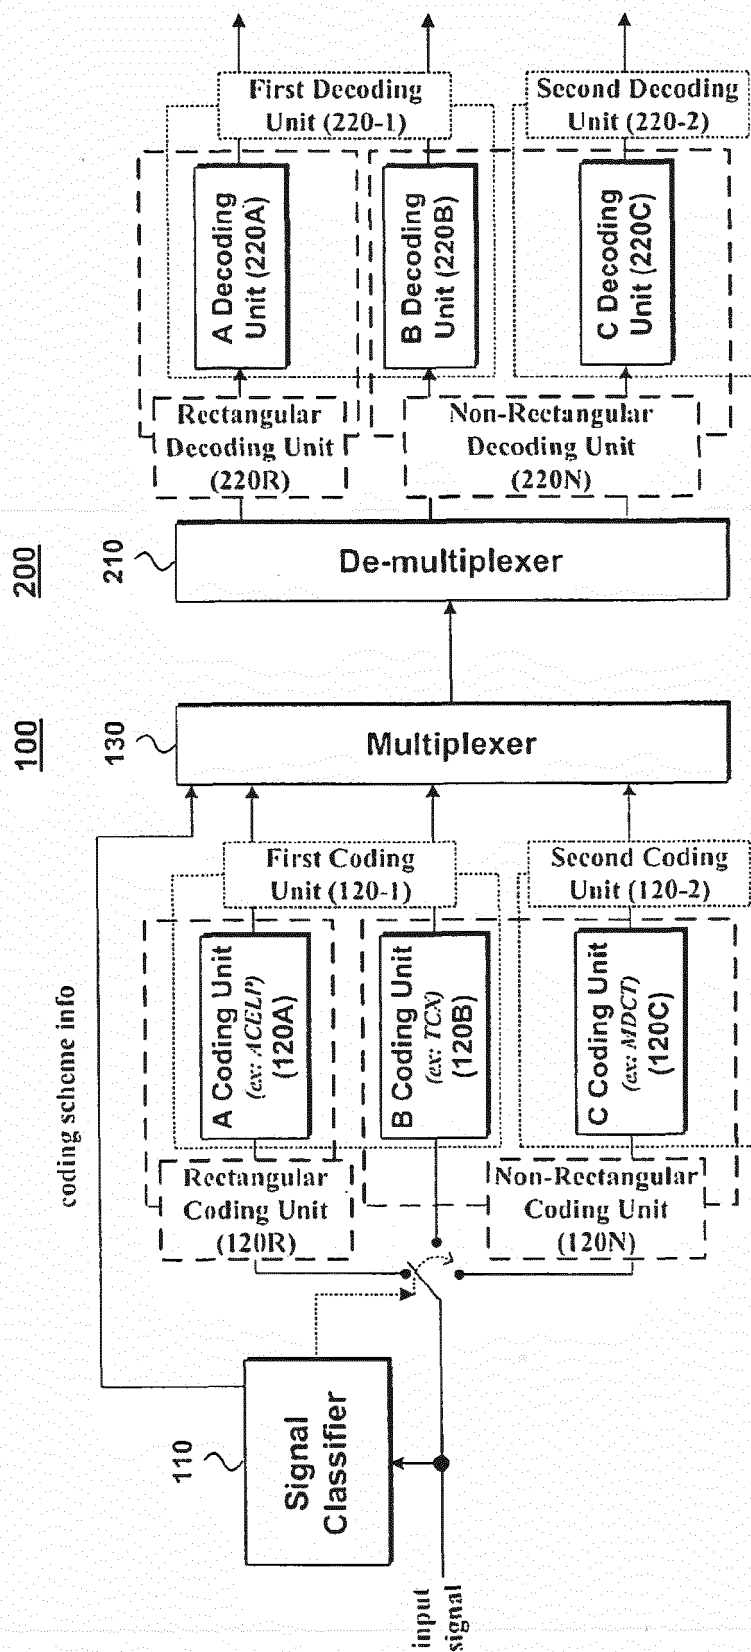 200
First Decoding
Unit (220-1)
Second Decoding
Unit (220-2)
A Decoding
Unit (220A)
B Decoding
Unit (220B)
C Decoding
Unit (220C)
Rectangular
Decoding Unit
(220R)
Non-Rectangular
Decoding Unit
(220N)
210
De-multiplexer
100
130
Multiplexer
coding scheme info
First Coding
Unit (120-1)
Second Coding
Unit (120-2)
A Coding Unit
(ex: ACELP)
(120A)
B Coding Unit
(ex: TCX)
(120B)
C Coding Unit
(ex: MDCT)
(120C)
Rectangular
Coding Unit
(120R)
Non-Rectangular
Coding Unit
(120N)
110
Signal
Classifier
input
signal